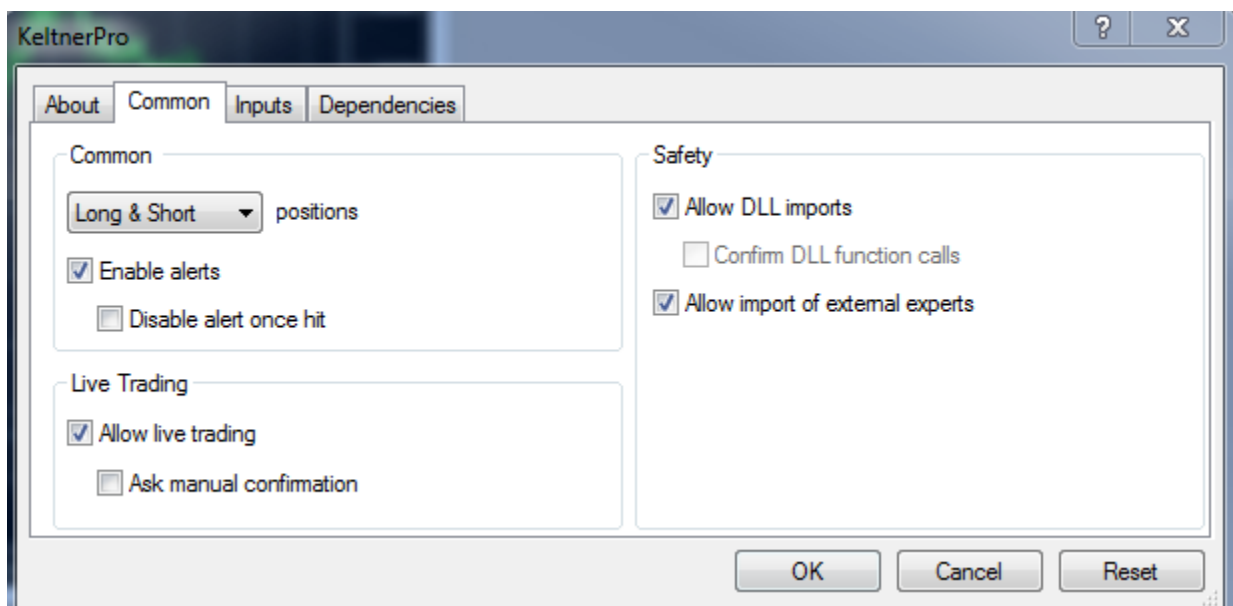 KeltnerPro
About Common Inputs Dependencies
Common
Long & Short positions
Enable alerts
Disable alert once hit
Live Trading
Allow live trading
Ask manual confirmation
Safety
Allow DLL imports
Confirm DLL function calls
Allow import of external experts
OK Cancel Reset